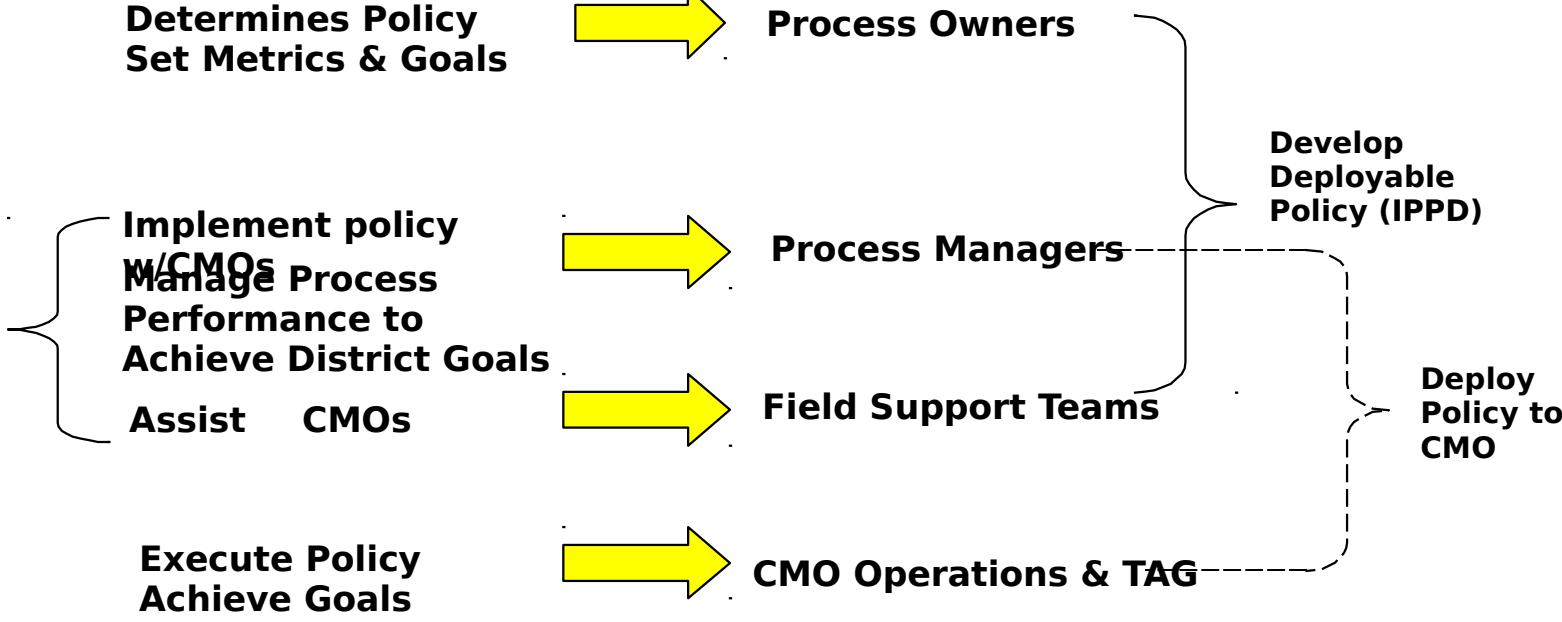 Determines Policy
Set Metrics & Goals
Process Owners
Develop
Deployable
Policy (IPPD)
Implement policy
w/CMOs
Manage Process
Performance to
Achieve District Goals
Process Managers
Assist CMOs
Field Support Teams
Deploy
Policy to
CMO
Execute Policy
Achieve Goals
CMO Operations & TAG